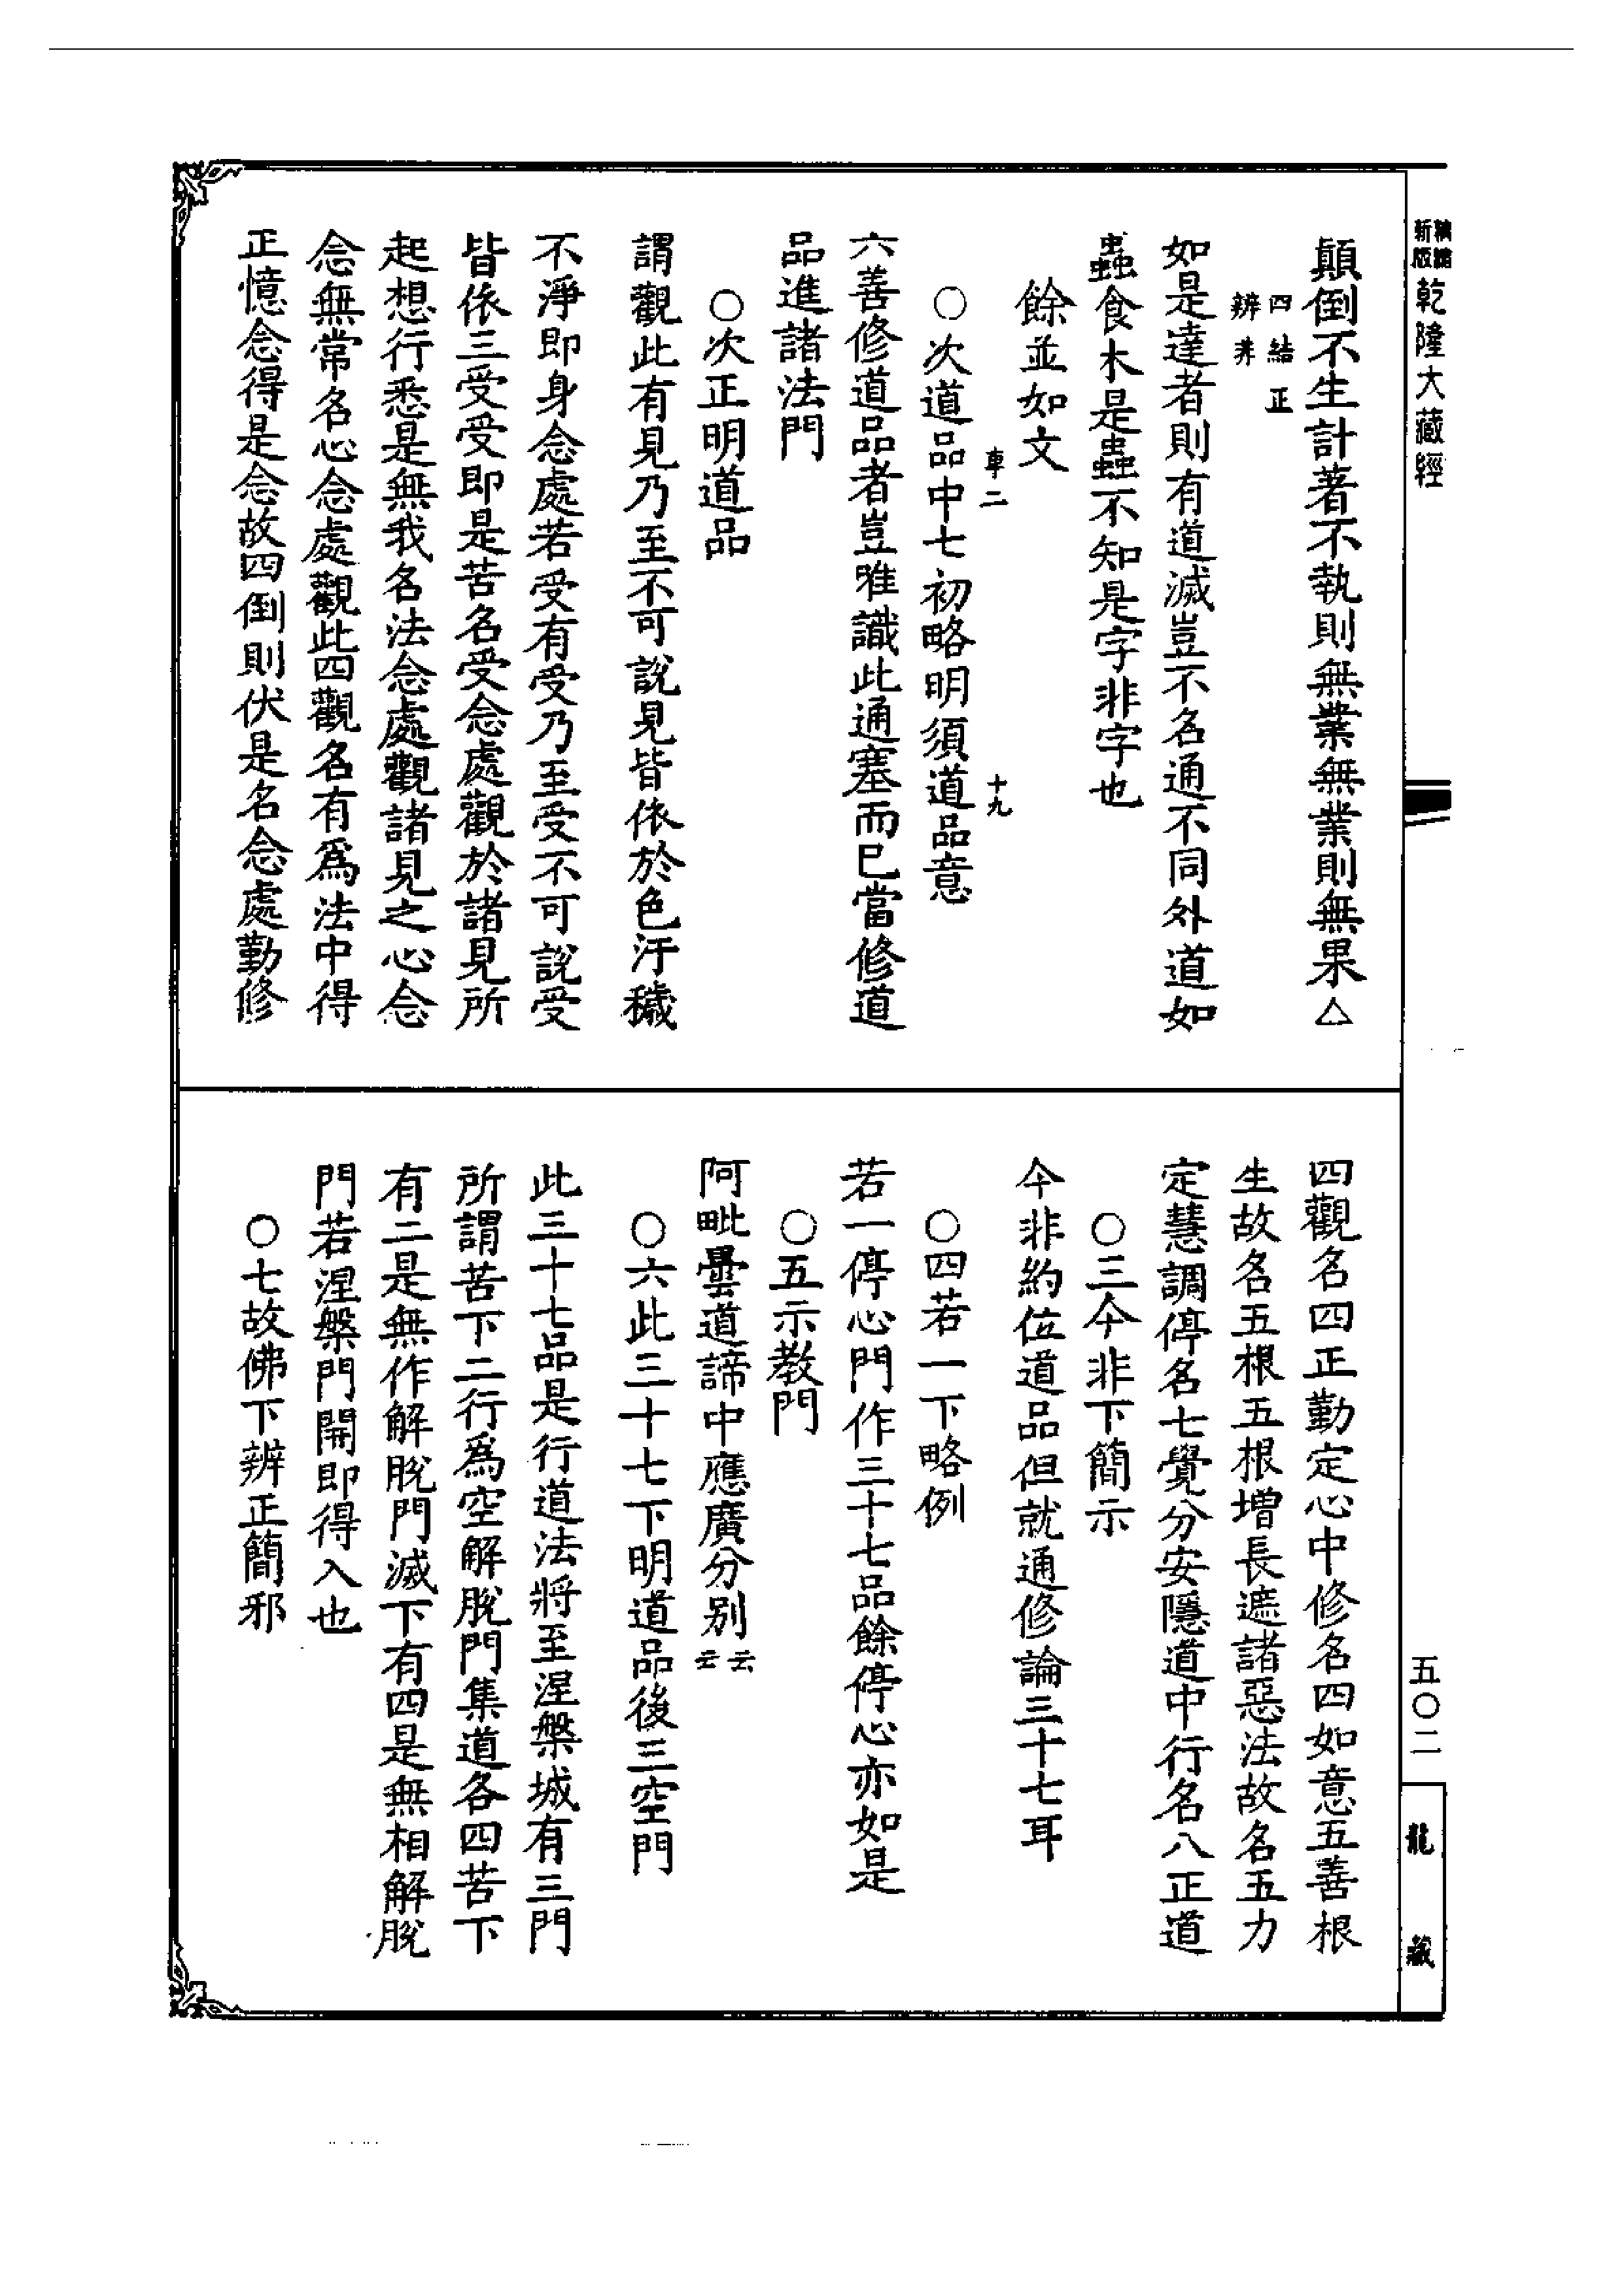 新版
精縮
乾隆大藏經
顛倒不生計著不執則無業無業則無果△
四結正
辨美
如是達者則有道滅豈不名通不同外道如
蟲食木是蟲不知是字非字也
餘並如文
車二
十九
○次道品中七初略明須道品意
六善修道品者豈唯識此通塞而巳當修道
品進諸法門
○次正明道品
謂觀此有見乃至不可說見皆依於色汙穢
不淨即身念處若受有受乃至受不可說受
皆依三受受即是苦名受念處觀於諸見所
起想行悉是無我名法念處觀諸見之心念
念無常名心念處觀此四觀名有為法中得
正憶念得是念故四倒則伏是名念處勤修
四觀名四正勤定心中修名四如意五善根
生故名五根五根增長遮諸惡法故名五力
定慧調停名七覺分安隱道中行名八正道
○三今非下簡示
今非約位道品但就通修論三十七耳
○四若一下略例
若一停心門作三十七品餘停心亦如是
○五示教門
阿毗曇道諦中應廣分別云云
○六此三十七下明道品後三空門
此三十七品是行道法將至涅槃城有三門
所謂苦下二行為空解脫門集道各四苦下
有二是無作解脫門滅下有四是無相解脫
門若涅槃門開即得入也
○七故佛下辨正簡邪
五〇二
龍藏